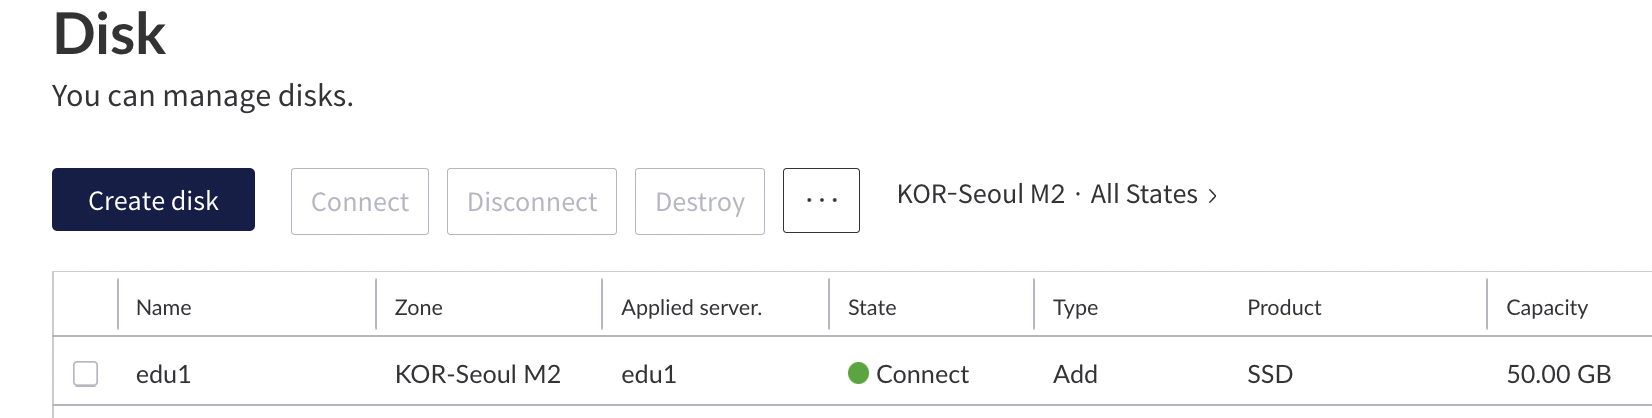 Disk
You can manage disks.
Create disk Connect Disconnect Destroy ··· KOR-Seoul M2 · All States >
Name Zone Applied server. State Type Product Capacity
edu1 KOR-Seoul M2 edu1 Connect Add SSD 50.00 GB